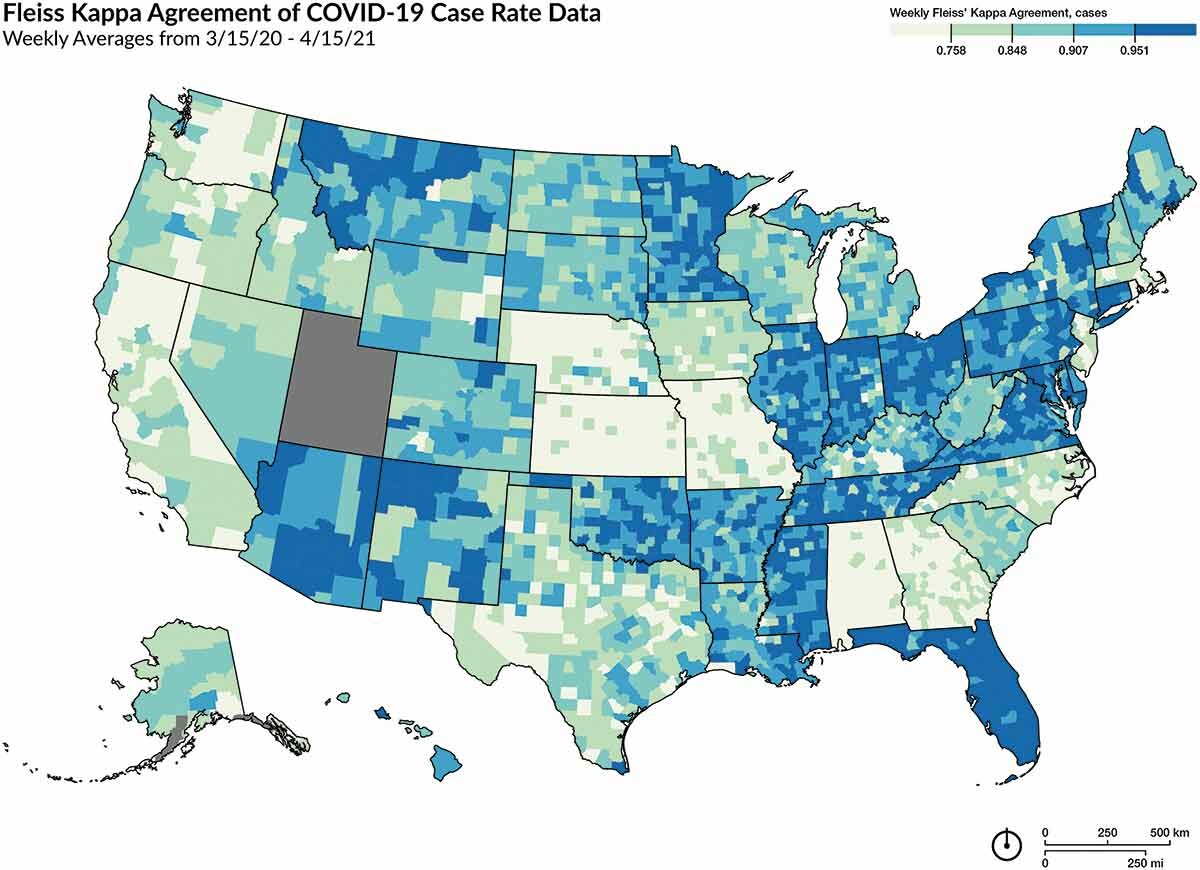 Fleiss Kappa Agreement of COVID-19 Case Rate Data
Weekly Averages from 3/15/20 - 4/15/21
Weekly Fleiss' Kappa Agreement, cases
0.758 0.848 0.907 0.951
0 250 500 km
0 250 mi